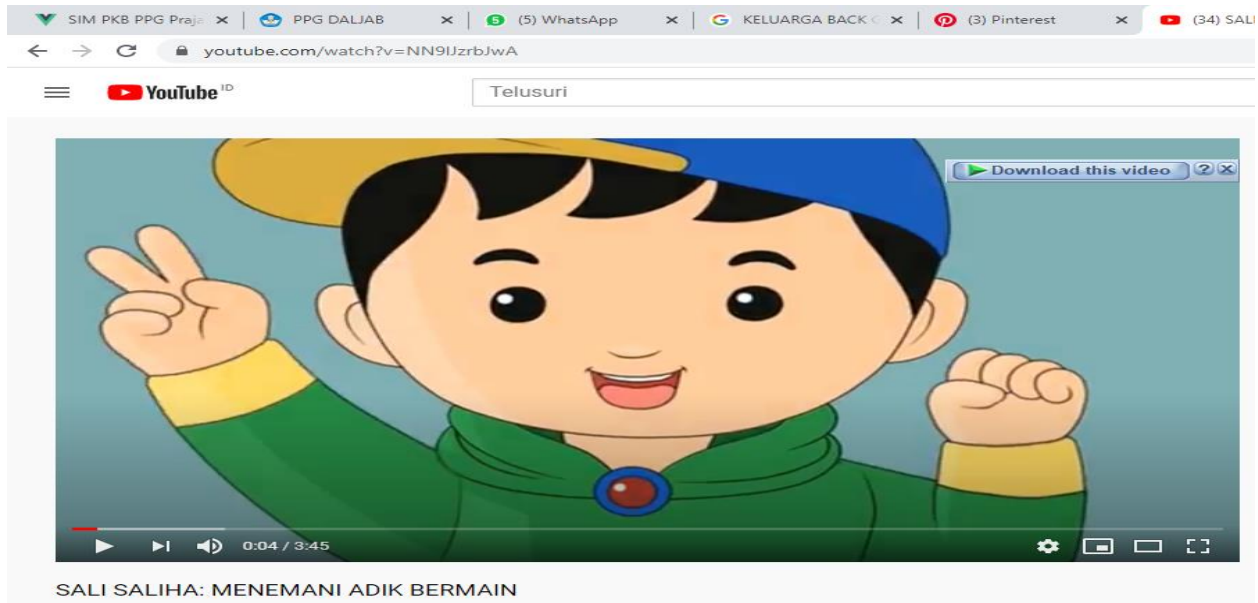 SIM PKB PPG Praja PPG DALJAB (5) WhatsApp KELUARGA BACK (3) Pinterest (34) SALI
youtube.com/watch?v=NN9IJzrbJwA
YouTube ID Telusuri
Download this video ? X
0:04 / 3:45
SALI SALIHA: MENEMANI ADIK BERMAIN